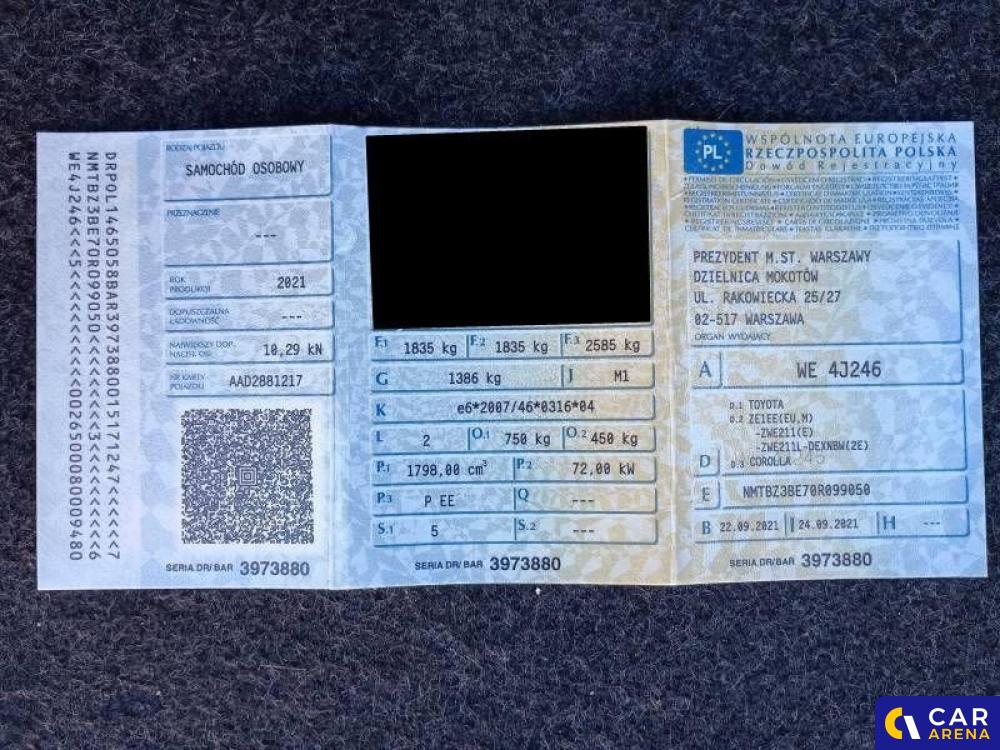 DRPOL1465058BAR3973880015171247<<<<<<7
WE4J246<<<5<
RODZAJ POJAZDU
SAMOCHÓD OSOBOWY
PRZEZNACZENIE
---
ROK PRODUKCJI
2021
DOPUSZCZALNA ŁADOWNOŚĆ
---
NAJWIĘKSZY DOP. NACISK OSI
10,29 kN
NR KARTY POJAZDU
AAD2881217
SERIA DR/BAR 3973880
F.1 1835 kg F.2 1835 kg F.3 2585 kg
G 1386 kg J M1
K e6*2007/46*0316*04
L 2 O.1 750 kg O.2 450 kg
P.1 1798,00 cm³ P.2 72,00 kW
P.3 P EE Q ---
S.1 5 S.2 ---
SERIA DR/BAR 3973880
PL
WSPÓLNOTA EUROPEJSKA
RZECZPOSPOLITA POLSKA
Dowód Rejestracyjny
PREZYDENT M.ST. WARSZAWY
DZIELNICA MOKOTÓW
UL. RAKOWIECKA 25/27
02-517 WARSZAWA
ORGAN WYDAJĄCY
A WE 4J246
D.1 TOYOTA
D.2 ZE1EE(EU,M)
-ZWE211(E)
-ZWE211L-DEXNBW(2E)
D D.3 COROLLA
E NMTBZ3BE70R099050
B 22.09.2021 I 24.09.2021 H ---
SERIA DR/BAR 3973880
CAR
ARENA